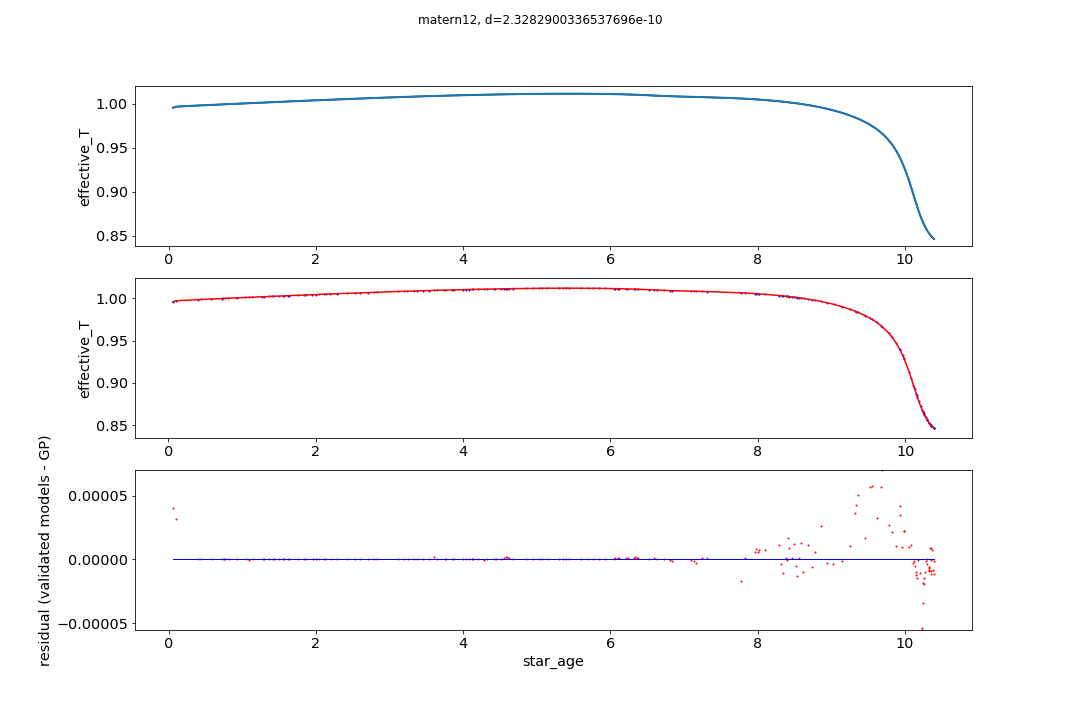 matern12, d=2.3282900336537696e-10
1.00
0.95
0.90
0.85
effective_T
0 2 4 6 8 10
1.00
0.95
0.90
0.85
effective_T
0 2 4 6 8 10
0.00005
0.00000
−0.00005
residual (validated models - GP)
0 2 4 6 8 10
star_age